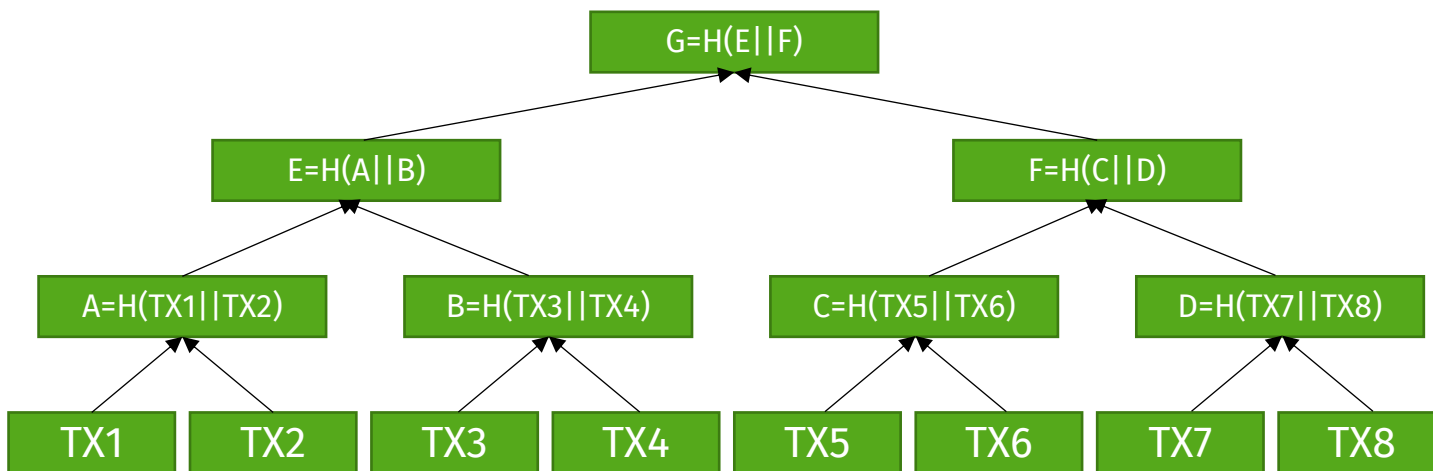 G=H(E||F)
E=H(A||B)
F=H(C||D)
A=H(TX1||TX2)
B=H(TX3||TX4)
C=H(TX5||TX6)
D=H(TX7||TX8)
TX1
TX2
TX3
TX4
TX5
TX6
TX7
TX8